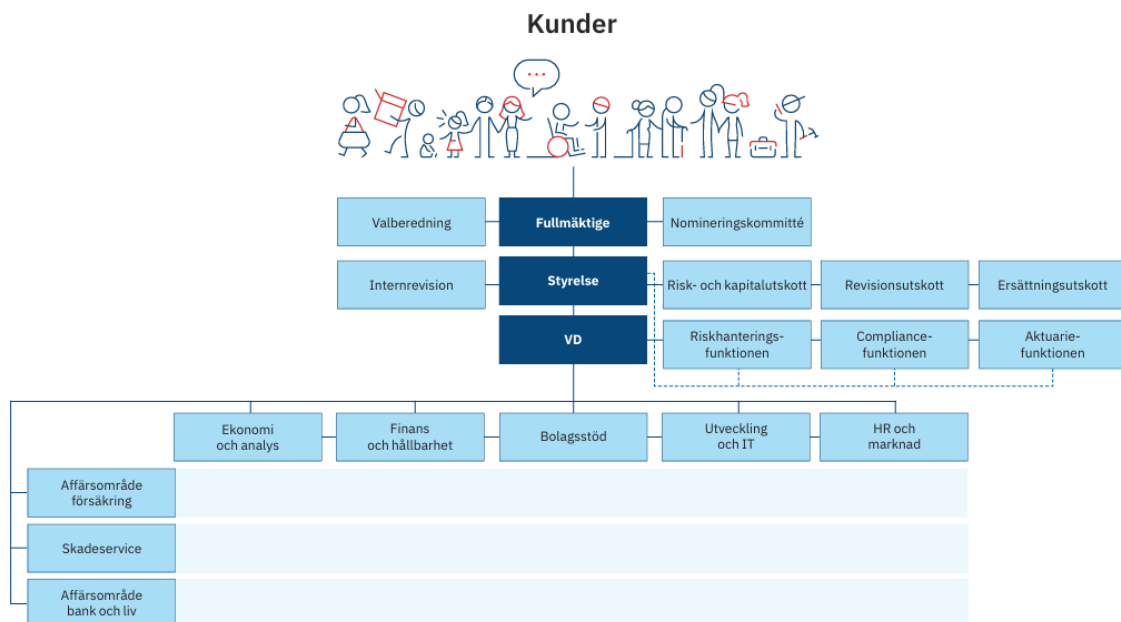 Kunder
Valberedning
Fullmäktige
Nomineringskommitté
Internrevision
Styrelse
Risk- och kapitalutskott
Revisionsutskott
Ersättningsutskott
VD
Riskhanterings-
funktionen
Compliance-
funktionen
Aktuarie-
funktionen
Ekonomi
och analys
Finans
och hållbarhet
Bolagsstöd
Utveckling
och IT
HR och
marknad
Affärsområde
försäkring
Skadeservice
Affärsområde
bank och liv